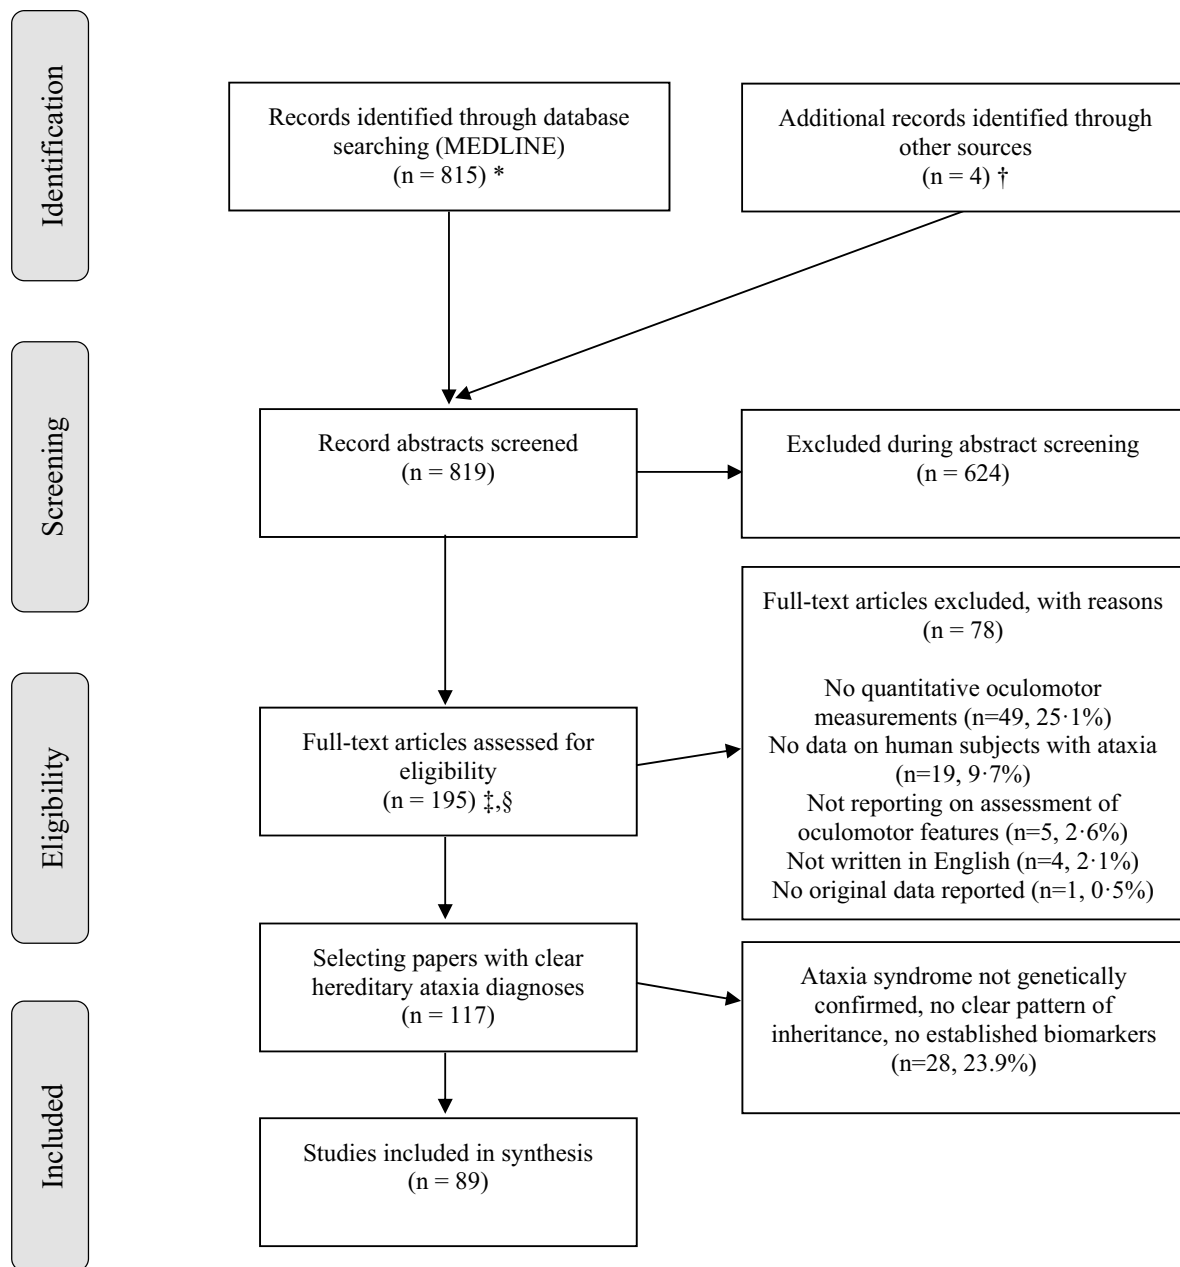 Identification
Records identified through database
searching (MEDLINE)
(n = 815) *
Additional records identified through
other sources
(n = 4) †
Screening
Record abstracts screened
(n = 819)
Excluded during abstract screening
(n = 624)
Eligibility
Full-text articles assessed for
eligibility
(n = 195) ‡,§
Full-text articles excluded, with reasons
(n = 78)
No quantitative oculomotor
measurements (n=49, 25·1%)
No data on human subjects with ataxia
(n=19, 9·7%)
Not reporting on assessment of
oculomotor features (n=5, 2·6%)
Not written in English (n=4, 2·1%)
No original data reported (n=1, 0·5%)
Selecting papers with clear
hereditary ataxia diagnoses
(n = 117)
Ataxia syndrome not genetically
confirmed, no clear pattern of
inheritance, no established biomarkers
(n=28, 23.9%)
Included
Studies included in synthesis
(n = 89)